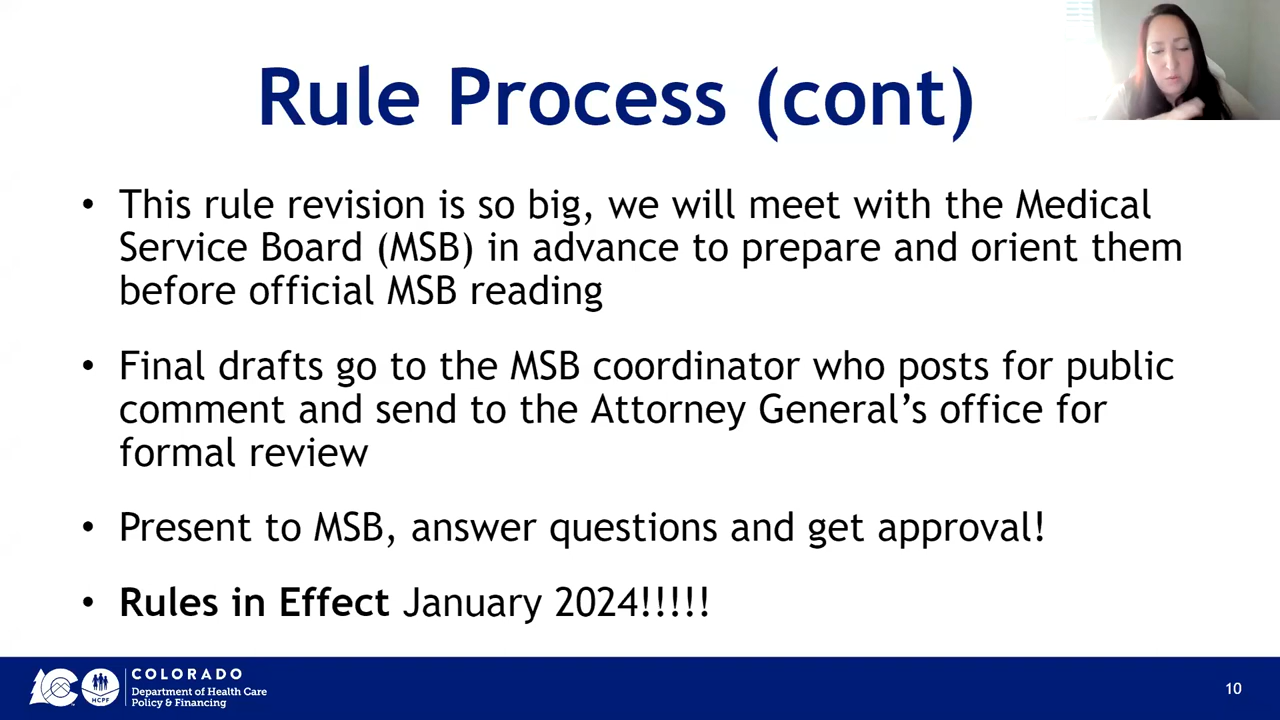 Rule Process (cont)
• This rule revision is so big, we will meet with the Medical
Service Board (MSB) in advance to prepare and orient them
before official MSB reading
• Final drafts go to the MSB coordinator who posts for public
comment and send to the Attorney General’s office for
formal review
• Present to MSB, answer questions and get approval!
• Rules in Effect January 2024!!!!!
COLORADO
Department of Health Care
Policy & Financing
HCPF
10